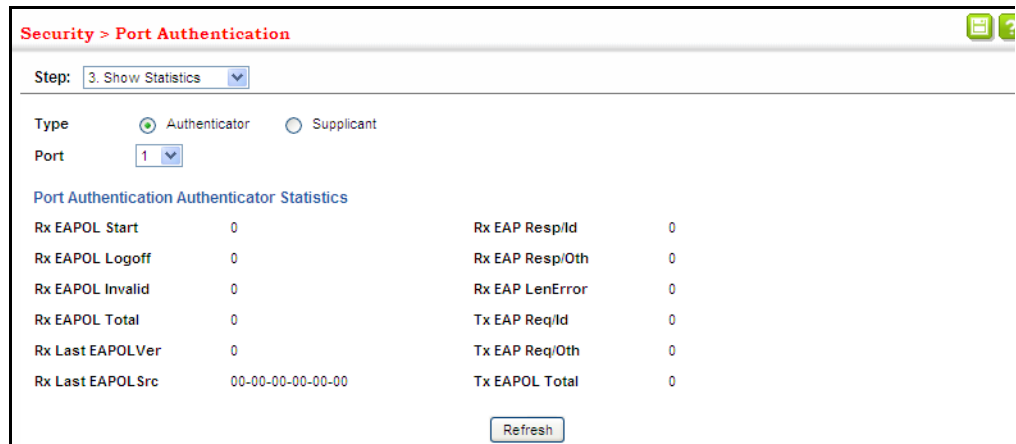 Security > Port Authentication
?
Step: 3. Show Statistics
Type Authenticator Supplicant
Port 1
Port Authentication Authenticator Statistics
Rx EAPOL Start 0 Rx EAP Resp/Id 0
Rx EAPOL Logoff 0 Rx EAP Resp/Oth 0
Rx EAPOL Invalid 0 Rx EAP LenError 0
Rx EAPOL Total 0 Tx EAP Req/Id 0
Rx Last EAPOLVer 0 Tx EAP Req/Oth 0
Rx Last EAPOLSrc 00-00-00-00-00-00 Tx EAPOL Total 0
Refresh